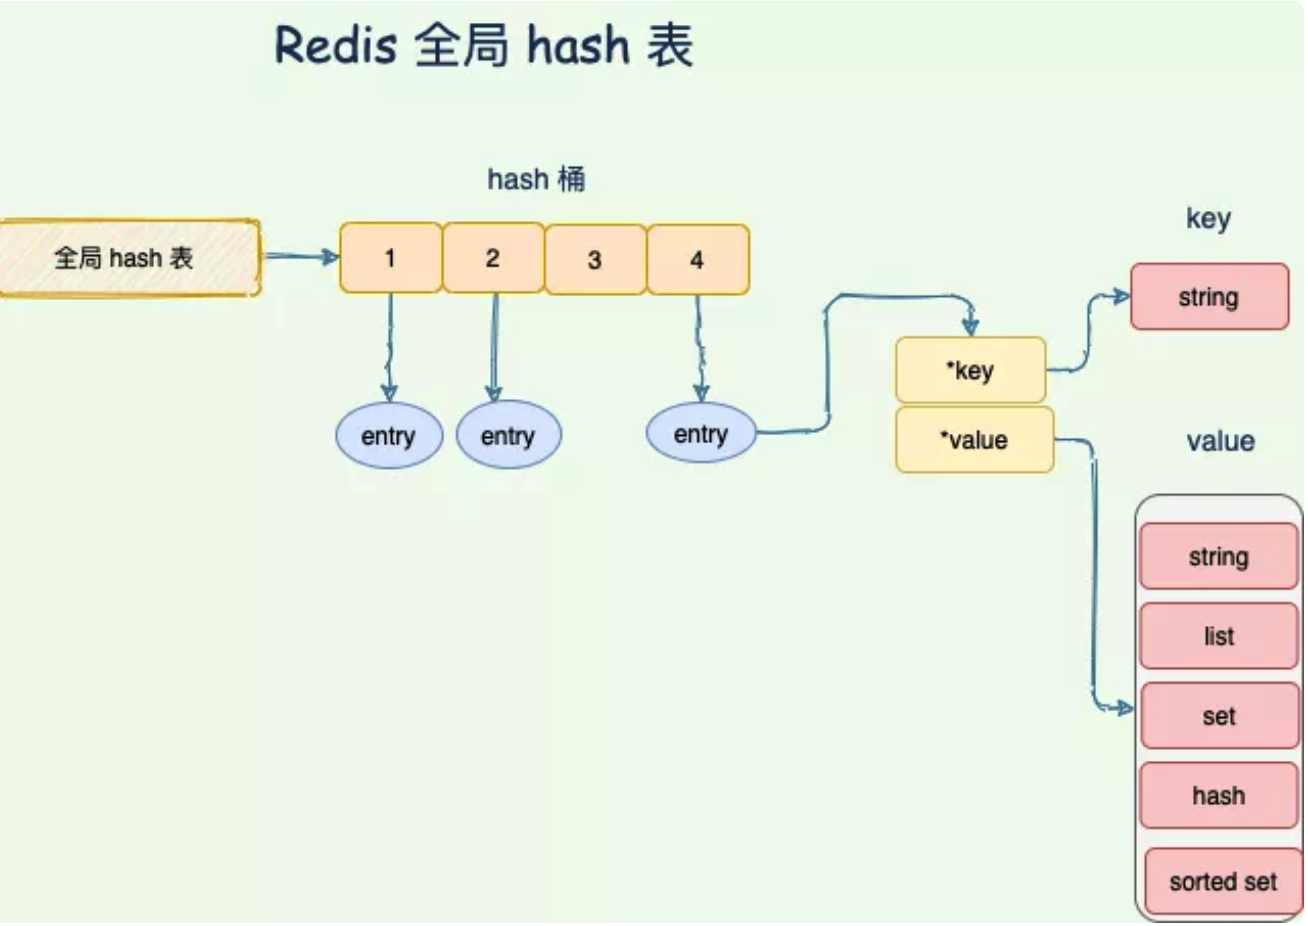 Redis 全局 hash 表
hash 桶
全局 hash 表
1
2
3
4
entry
entry
entry
*key
*value
key
string
value
string
list
set
hash
sorted set